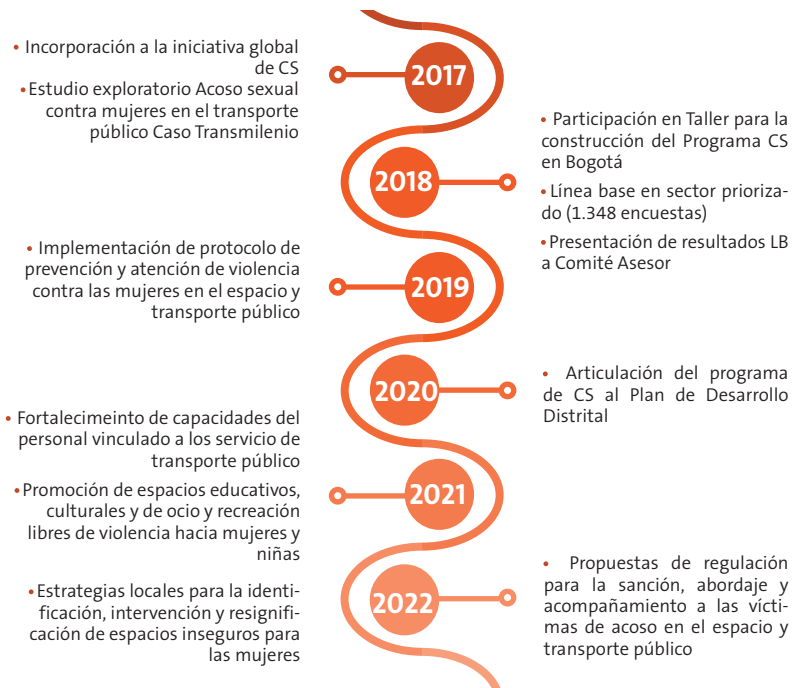 2017
• Incorporación a la iniciativa global
de CS
• Estudio exploratorio Acoso sexual
contra mujeres en el transporte
público Caso Transmilenio
2018
• Participación en Taller para la
construcción del Programa CS
en Bogotá
• Línea base en sector prioriza-
do (1.348 encuestas)
• Presentación de resultados LB
a Comité Asesor
2019
• Implementación de protocolo de
prevención y atención de violencia
contra las mujeres en el espacio y
transporte público
2020
• Articulación del programa
de CS al Plan de Desarrollo
Distrital
2021
• Fortalecimeinto de capacidades del
personal vinculado a los servicio de
transporte público
• Promoción de espacios educativos,
culturales y de ocio y recreación
libres de violencia hacia mujeres y
niñas
• Estrategias locales para la identi-
ficación, intervención y resignifi-
cación de espacios inseguros para
las mujeres
2022
• Propuestas de regulación
para la sanción, abordaje y
acompañamiento a las vícti-
mas de acoso en el espacio y
transporte público